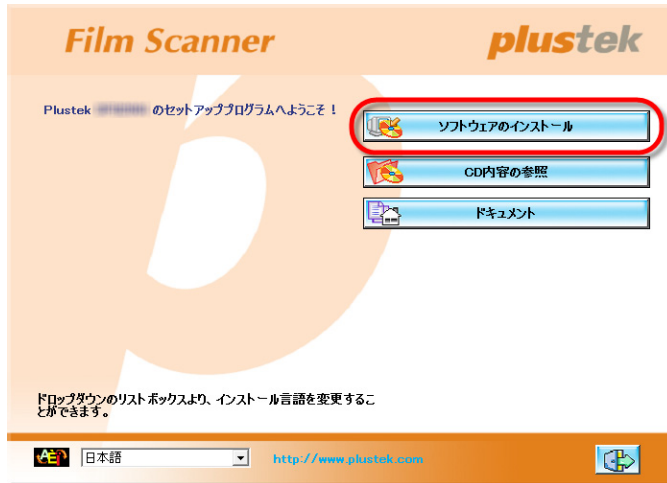 Film Scanner
plustek
Plustek のセットアッププログラムへようこそ！
ソフトウェアのインストール
CD内容の参照
ドキュメント
ドロップダウンのリストボックスより、インストール言語を変更するこ
とができます。
日本語
http://www.plustek.com